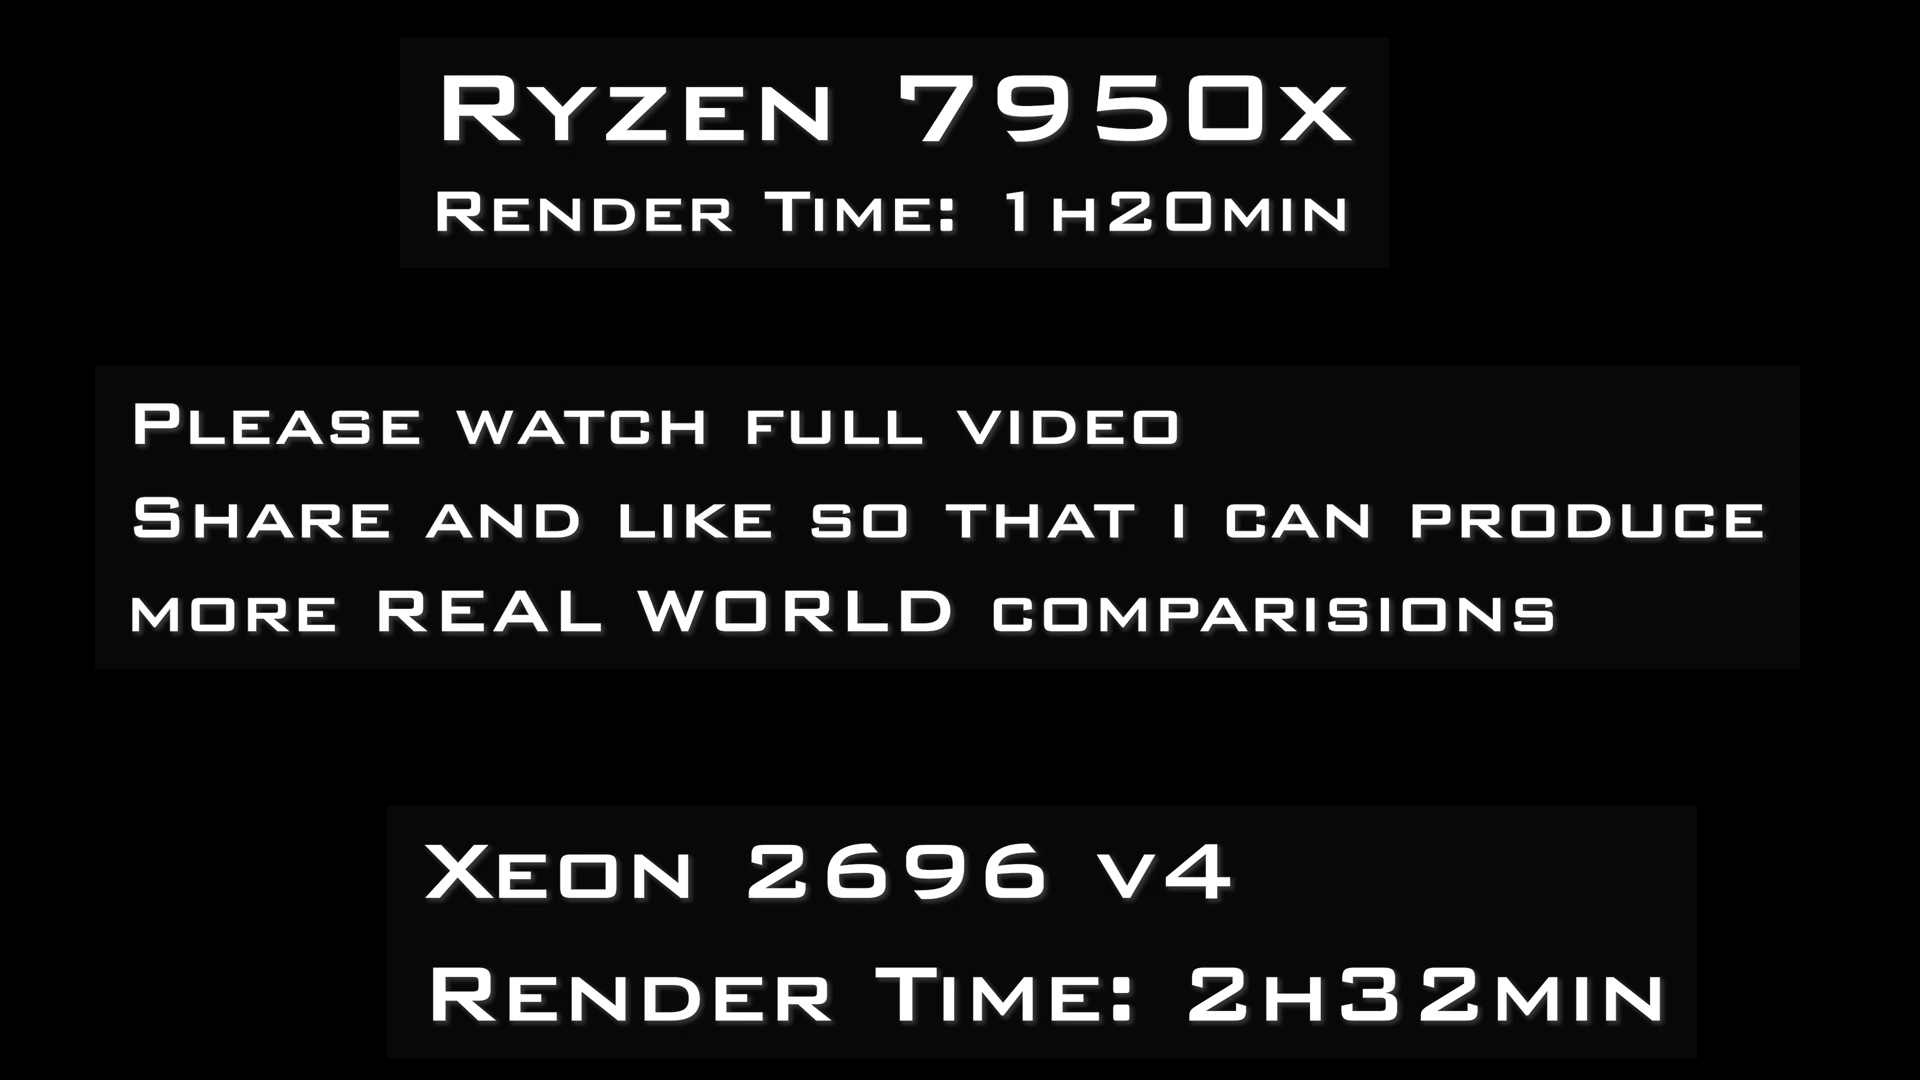 Ryzen 7950x
Render Time: 1h20min
Please watch full video
Share and like so that i can produce
more REAL WORLD comparisions
Xeon 2696 v4
Render Time: 2h32min